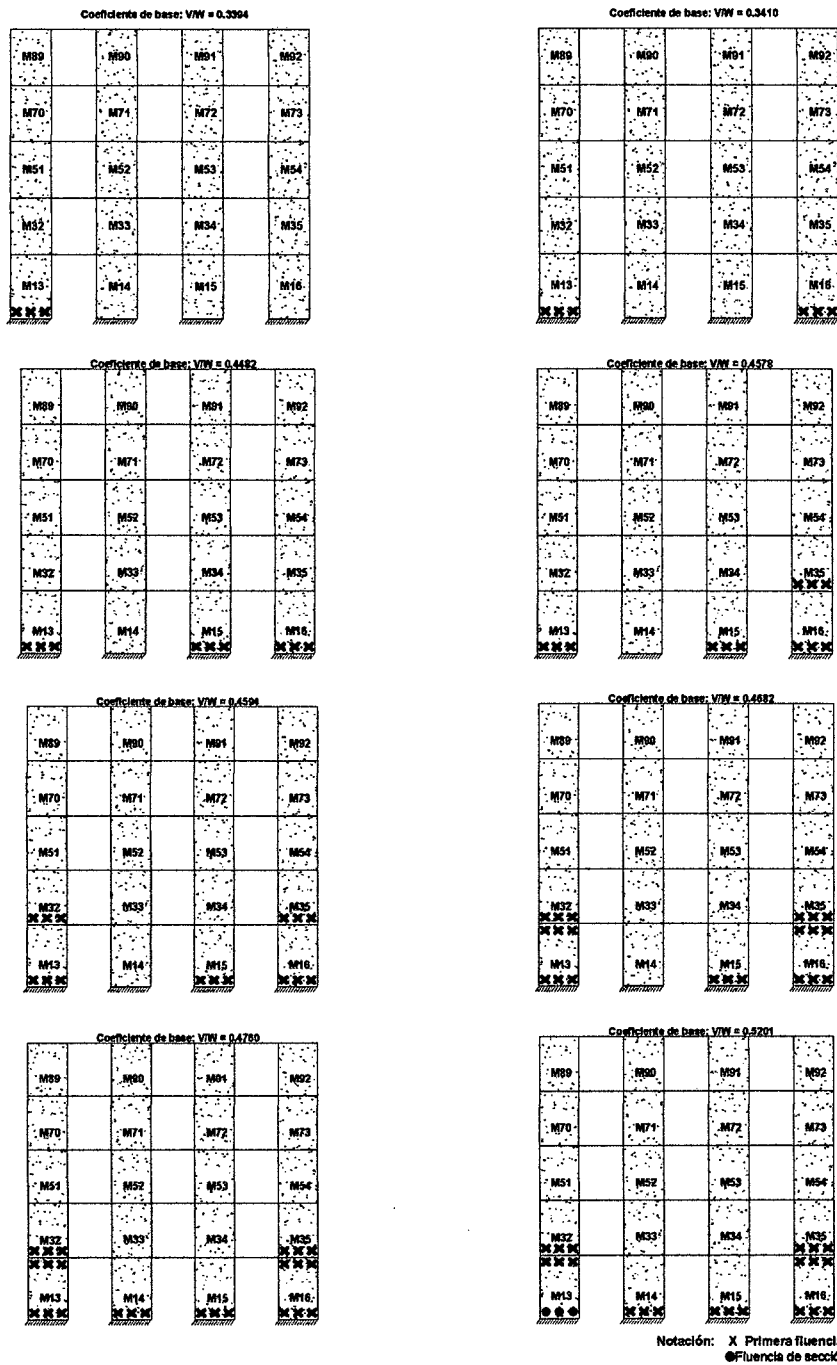 Coeficiente de base: V/W = 0.3394
M89 M90 M91 M92
M70 M71 M72 M73
M51 M52 M53 M54
M32 M33 M34 M35
M13 M14 M15 M16
Coeficiente de base: V/W = 0.3410
M89 M90 M91 M92
M70 M71 M72 M73
M51 M52 M53 M54
M32 M33 M34 M35
M13 M14 M15 M16
Coeficiente de base: V/W = 0.4482
M89 M90 M91 M92
M70 M71 M72 M73
M51 M52 M53 M54
M32 M33 M34 M35
M13 M14 M15 M16
Coeficiente de base: V/W = 0.4578
M89 M90 M91 M92
M70 M71 M72 M73
M51 M52 M53 M54
M32 M33 M34 M35
M13 M14 M15 M16
Coeficiente de base: V/W = 0.4594
M89 M90 M91 M92
M70 M71 M72 M73
M51 M52 M53 M54
M32 M33 M34 M35
M13 M14 M15 M16
Coeficiente de base: V/W = 0.4682
M89 M90 M91 M92
M70 M71 M72 M73
M51 M52 M53 M54
M32 M33 M34 M35
M13 M14 M15 M16
Coeficiente de base: V/W = 0.4760
M89 M90 M91 M92
M70 M71 M72 M73
M51 M52 M53 M54
M32 M33 M34 M35
M13 M14 M15 M16
Coeficiente de base: V/W = 0.5201
M89 M90 M91 M92
M70 M71 M72 M73
M51 M52 M53 M54
M32 M33 M34 M35
M13 M14 M15 M16
Notación: X Primera fluenci
Fluencia de secci